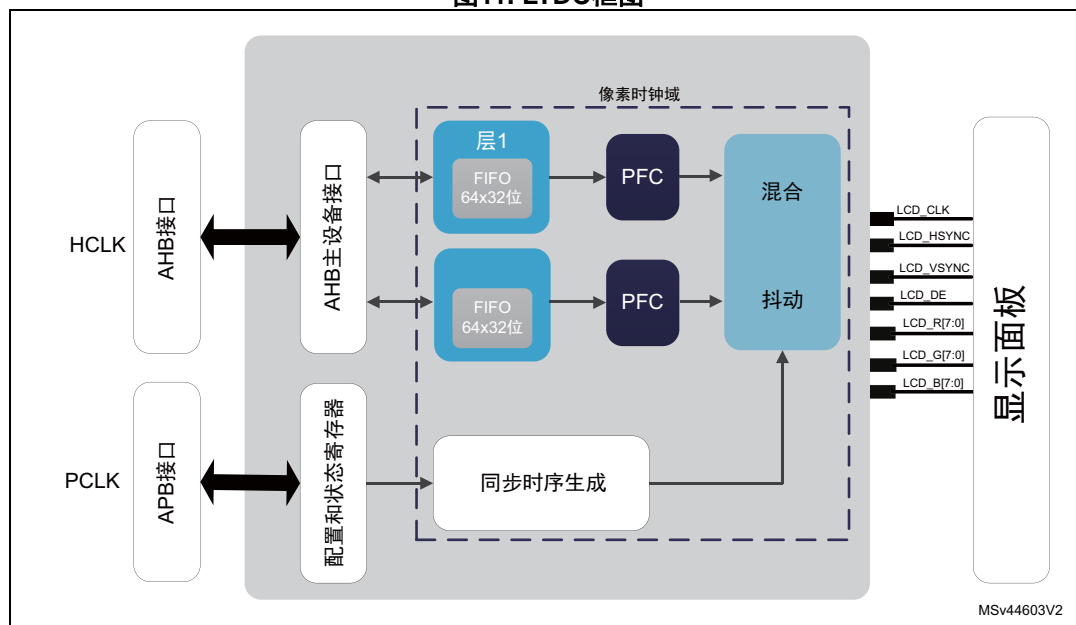 像素时钟域
层1
FIFO
64x32位
PFC
混合
抖动
FIFO
64x32位
PFC
HCLK
AHB接口
AHB主设备接口
PCLK
APB接口
配置和状态寄存器
同步时序生成
LCD_CLK
LCD_HSYNC
LCD_VSYNC
LCD_DE
LCD_R[7:0]
LCD_G[7:0]
LCD_B[7:0]
显示面板
MSv44603V2